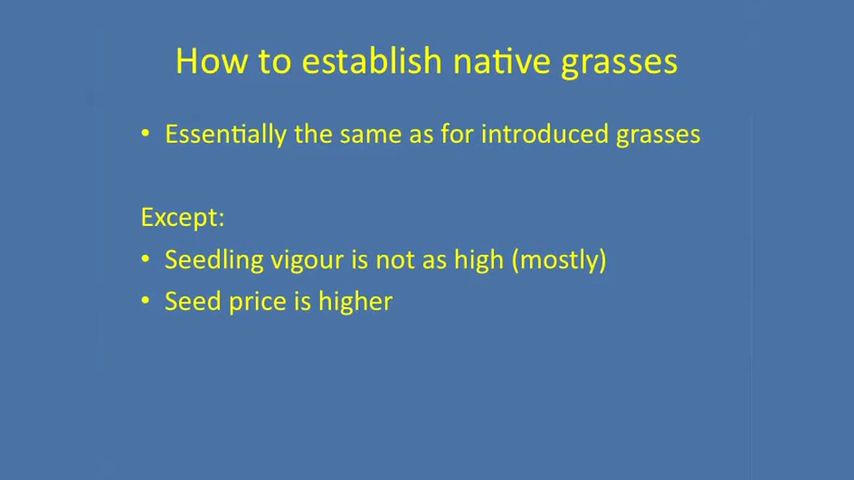 How to establish native grasses
• Essentially the same as for introduced grasses
Except:
• Seedling vigour is not as high (mostly)
• Seed price is higher